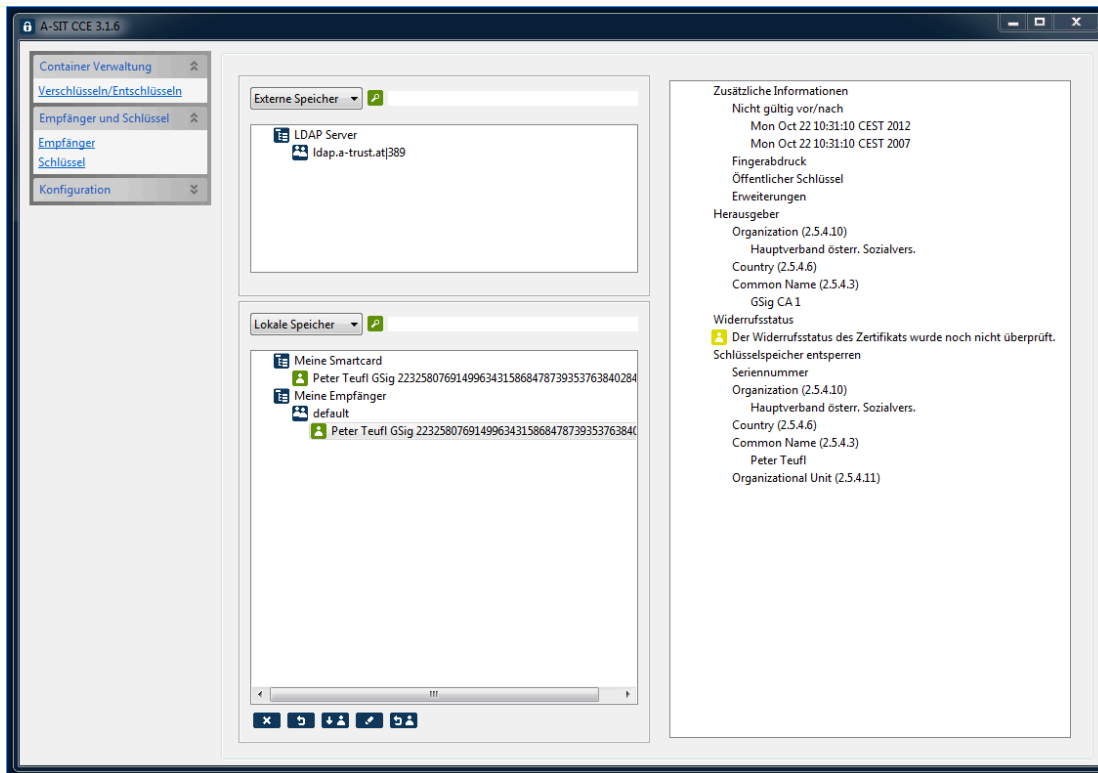 A-SIT CCE 3.1.6
Container Verwaltung
Verschlüsseln/Entschlüsseln
Empfänger und Schlüssel
Empfänger
Schlüssel
Konfiguration
Externe Speicher
LDAP Server
ldap.a-trust.at|389
Lokale Speicher
Meine Smartcard
Peter Teufl GSig 22325807691499634315868478739353763840284
Meine Empfänger
default
Peter Teufl GSig 22325807691499634315868478739353763840
Zusätzliche Informationen
Nicht gültig vor/nach
Mon Oct 22 10:31:10 CEST 2012
Mon Oct 22 10:31:10 CEST 2007
Fingerabdruck
Öffentlicher Schlüssel
Erweiterungen
Herausgeber
Organization (2.5.4.10)
Hauptverband österr. Sozialvers.
Country (2.5.4.6)
Common Name (2.5.4.3)
GSig CA 1
Widerrufsstatus
Der Widerrufsstatus des Zertifikats wurde noch nicht überprüft.
Schlüsselspeicher entsperren
Seriennummer
Organization (2.5.4.10)
Hauptverband österr. Sozialvers.
Country (2.5.4.6)
Common Name (2.5.4.3)
Peter Teufl
Organizational Unit (2.5.4.11)